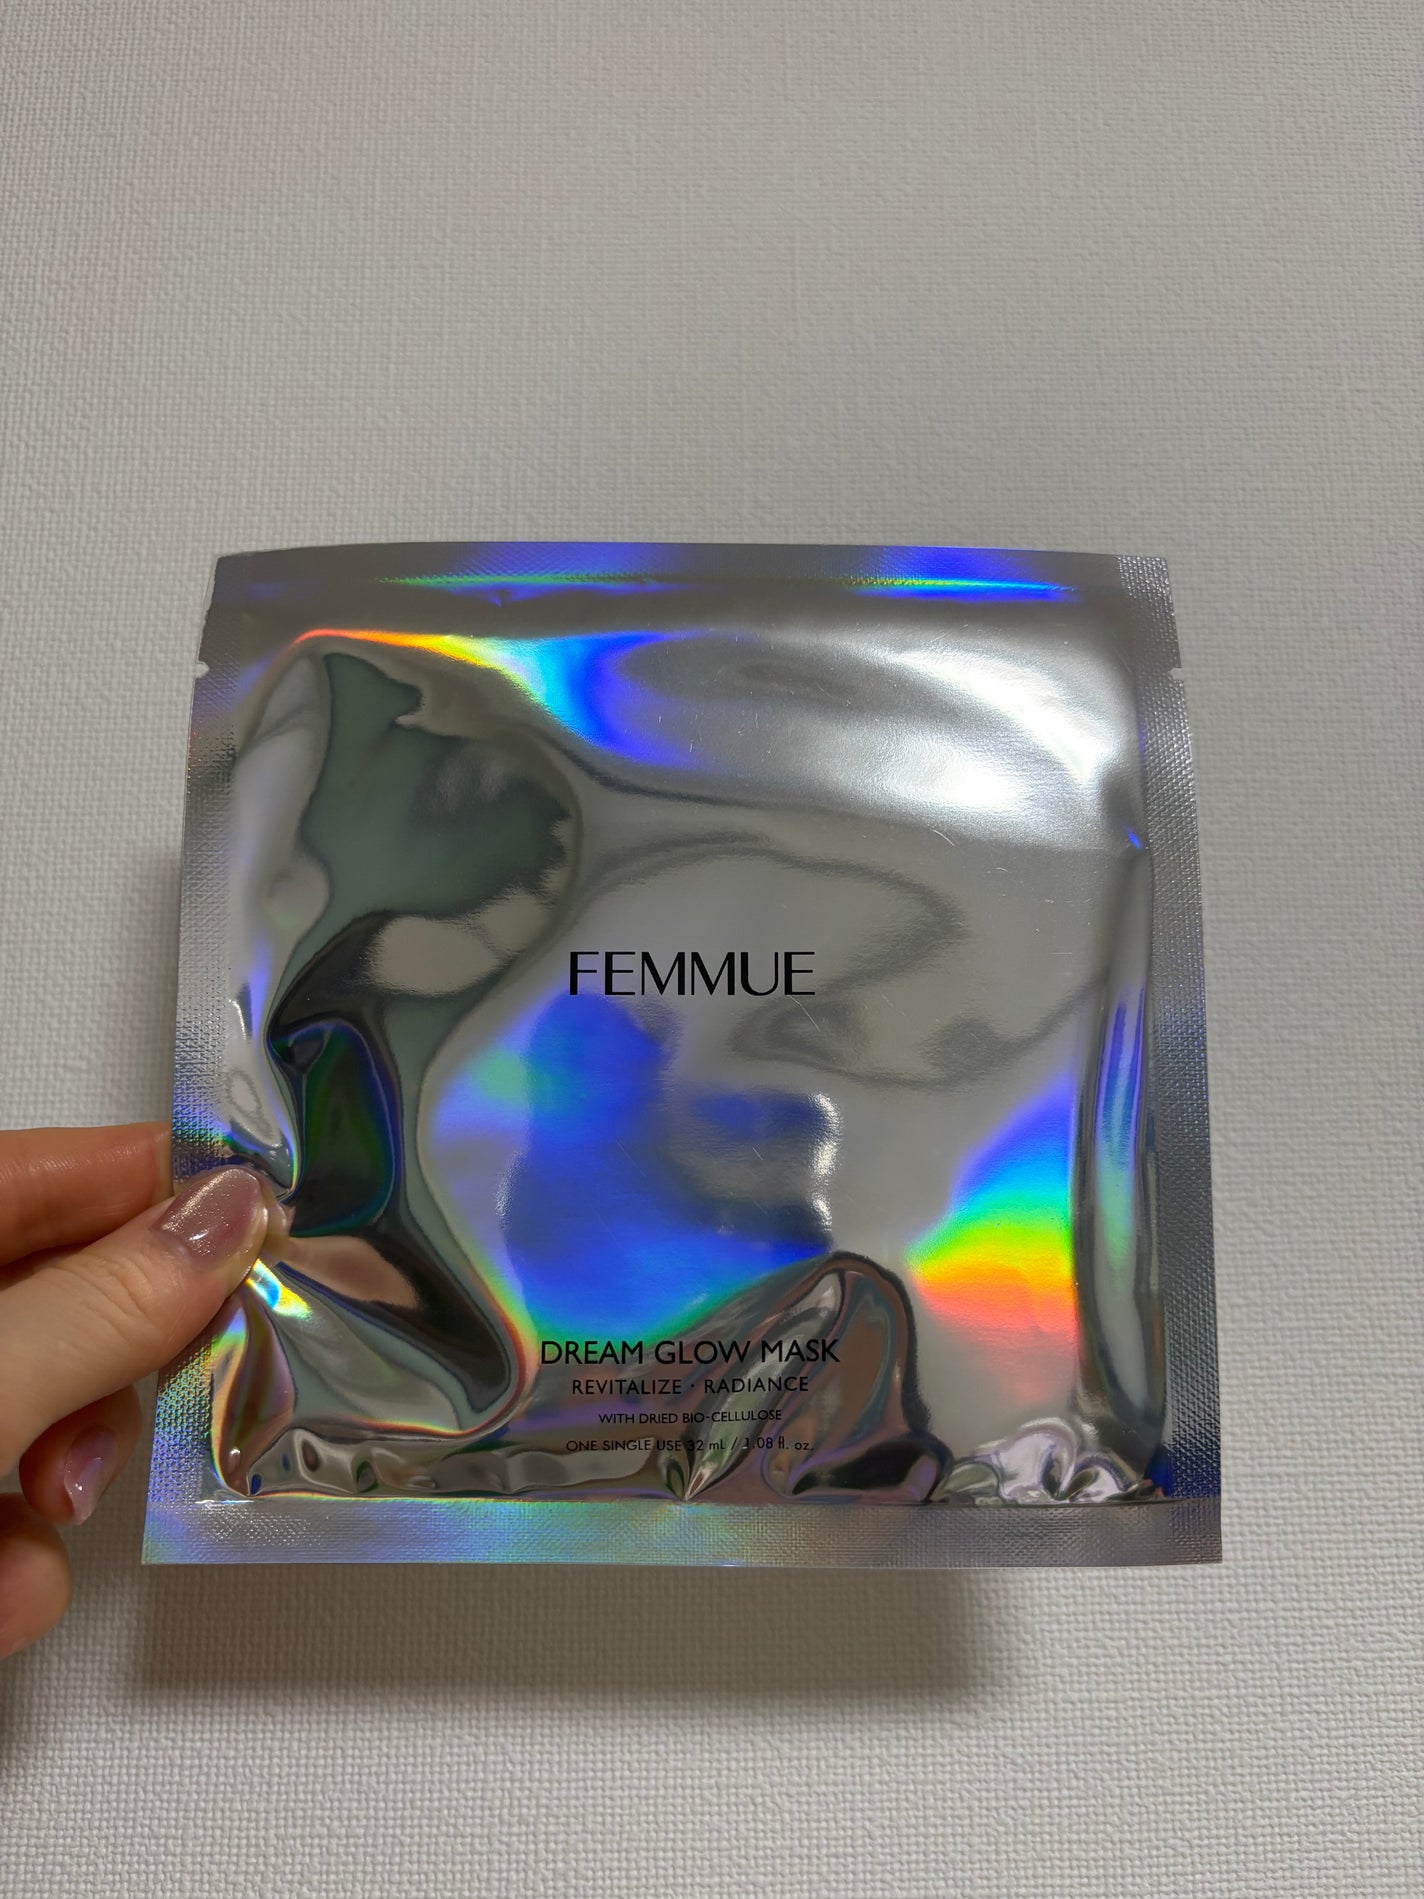 FEMMUE
DREAM GLOW MASK
REVITALIZE · RADIANCE
WITH DRIED BIO-CELLULOSE
ONE SINGLE USE 32 mL / 1.08 fl. oz.